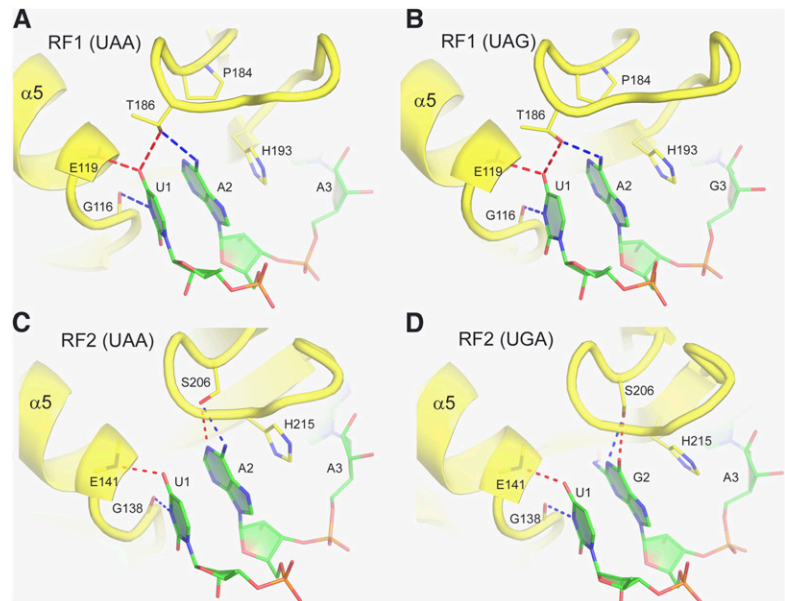 A
RF1 (UAA)
α5
P184
T186
H193
E119
U1
A2
A3
G116
B
RF1 (UAG)
α5
P184
T186
H193
E119
U1
A2
G3
G116
C
RF2 (UAA)
α5
S206
H215
E141
U1
A2
A3
G138
D
RF2 (UGA)
α5
S206
H215
E141
U1
G2
A3
G138